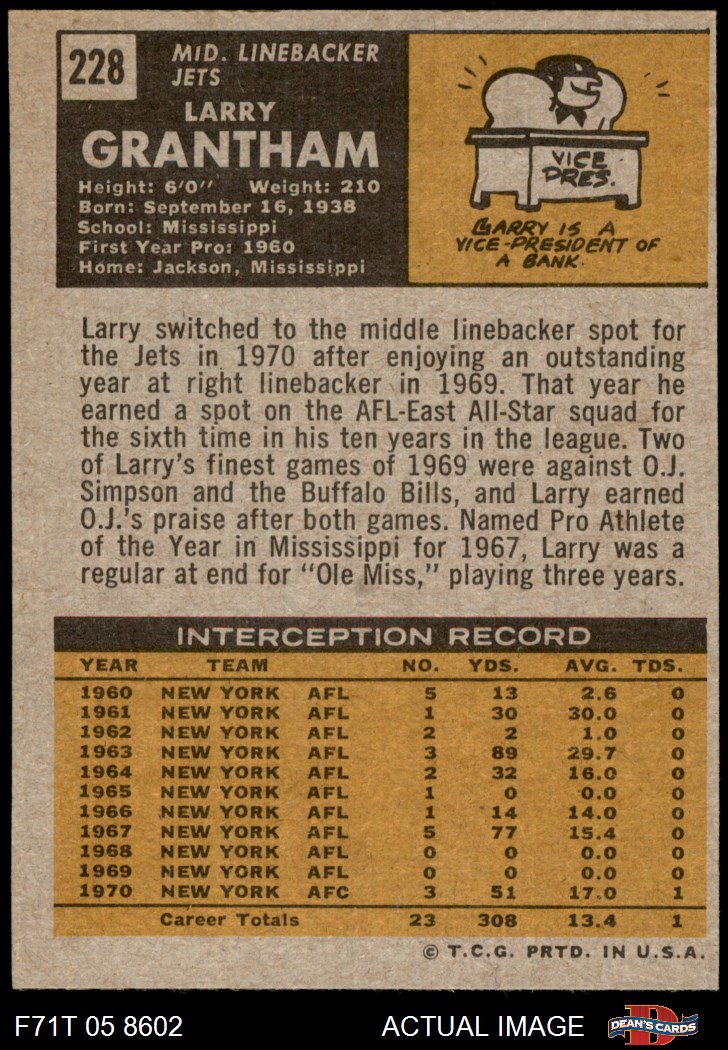 228
MID. LINEBACKER
JETS
LARRY
GRANTHAM
Height: 6'0" Weight: 210
Born: September 16, 1938
School: Mississippi
First Year Pro: 1960
Home: Jackson, Mississippi
VICE
PRES.
GARRY IS A
VICE-PRESIDENT OF
A BANK.
Larry switched to the middle linebacker spot for
the Jets in 1970 after enjoying an outstanding
year at right linebacker in 1969. That year he
earned a spot on the AFL-East All-Star squad for
the sixth time in his ten years in the league. Two
of Larry's finest games of 1969 were against O.J.
Simpson and the Buffalo Bills, and Larry earned
O.J.'s praise after both games. Named Pro Athlete
of the Year in Mississippi for 1967, Larry was a
regular at end for "Ole Miss," playing three years.
INTERCEPTION RECORD
YEAR TEAM NO. YDS. AVG. TDS.
1960 NEW YORK AFL 5 13 2.6 0
1961 NEW YORK AFL 1 30 30.0 0
1962 NEW YORK AFL 2 2 1.0 0
1963 NEW YORK AFL 3 89 29.7 0
1964 NEW YORK AFL 2 32 16.0 0
1965 NEW YORK AFL 1 0 0.0 0
1966 NEW YORK AFL 1 14 14.0 0
1967 NEW YORK AFL 5 77 15.4 0
1968 NEW YORK AFL 0 0 0.0 0
1969 NEW YORK AFL 0 0 0.0 0
1970 NEW YORK AFC 3 51 17.0 1
Career Totals 23 308 13.4 1
© T.C.G. PRTD. IN U.S.A.
F71T 05 8602 ACTUAL IMAGE DEAN'S CARDS